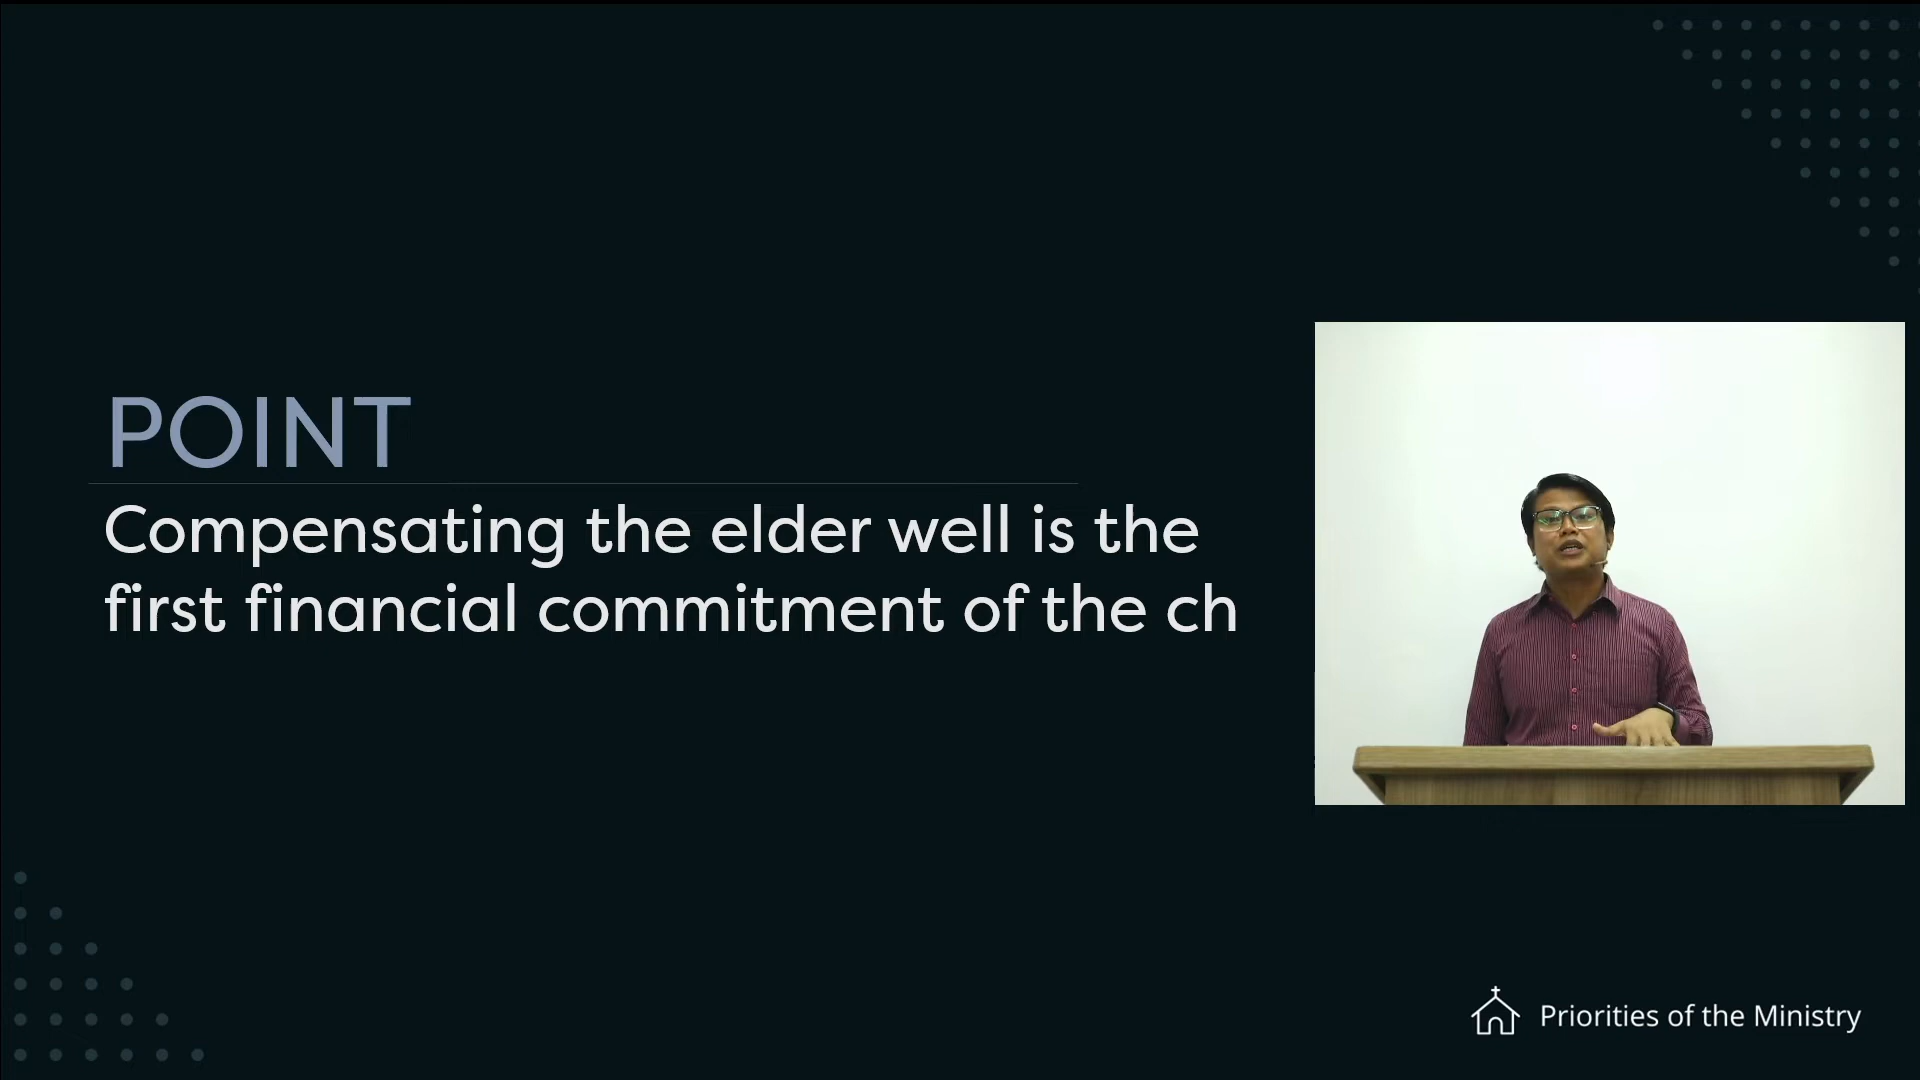 POINT
Compensating the elder well is the
first financial commitment of the ch
Priorities of the Ministry